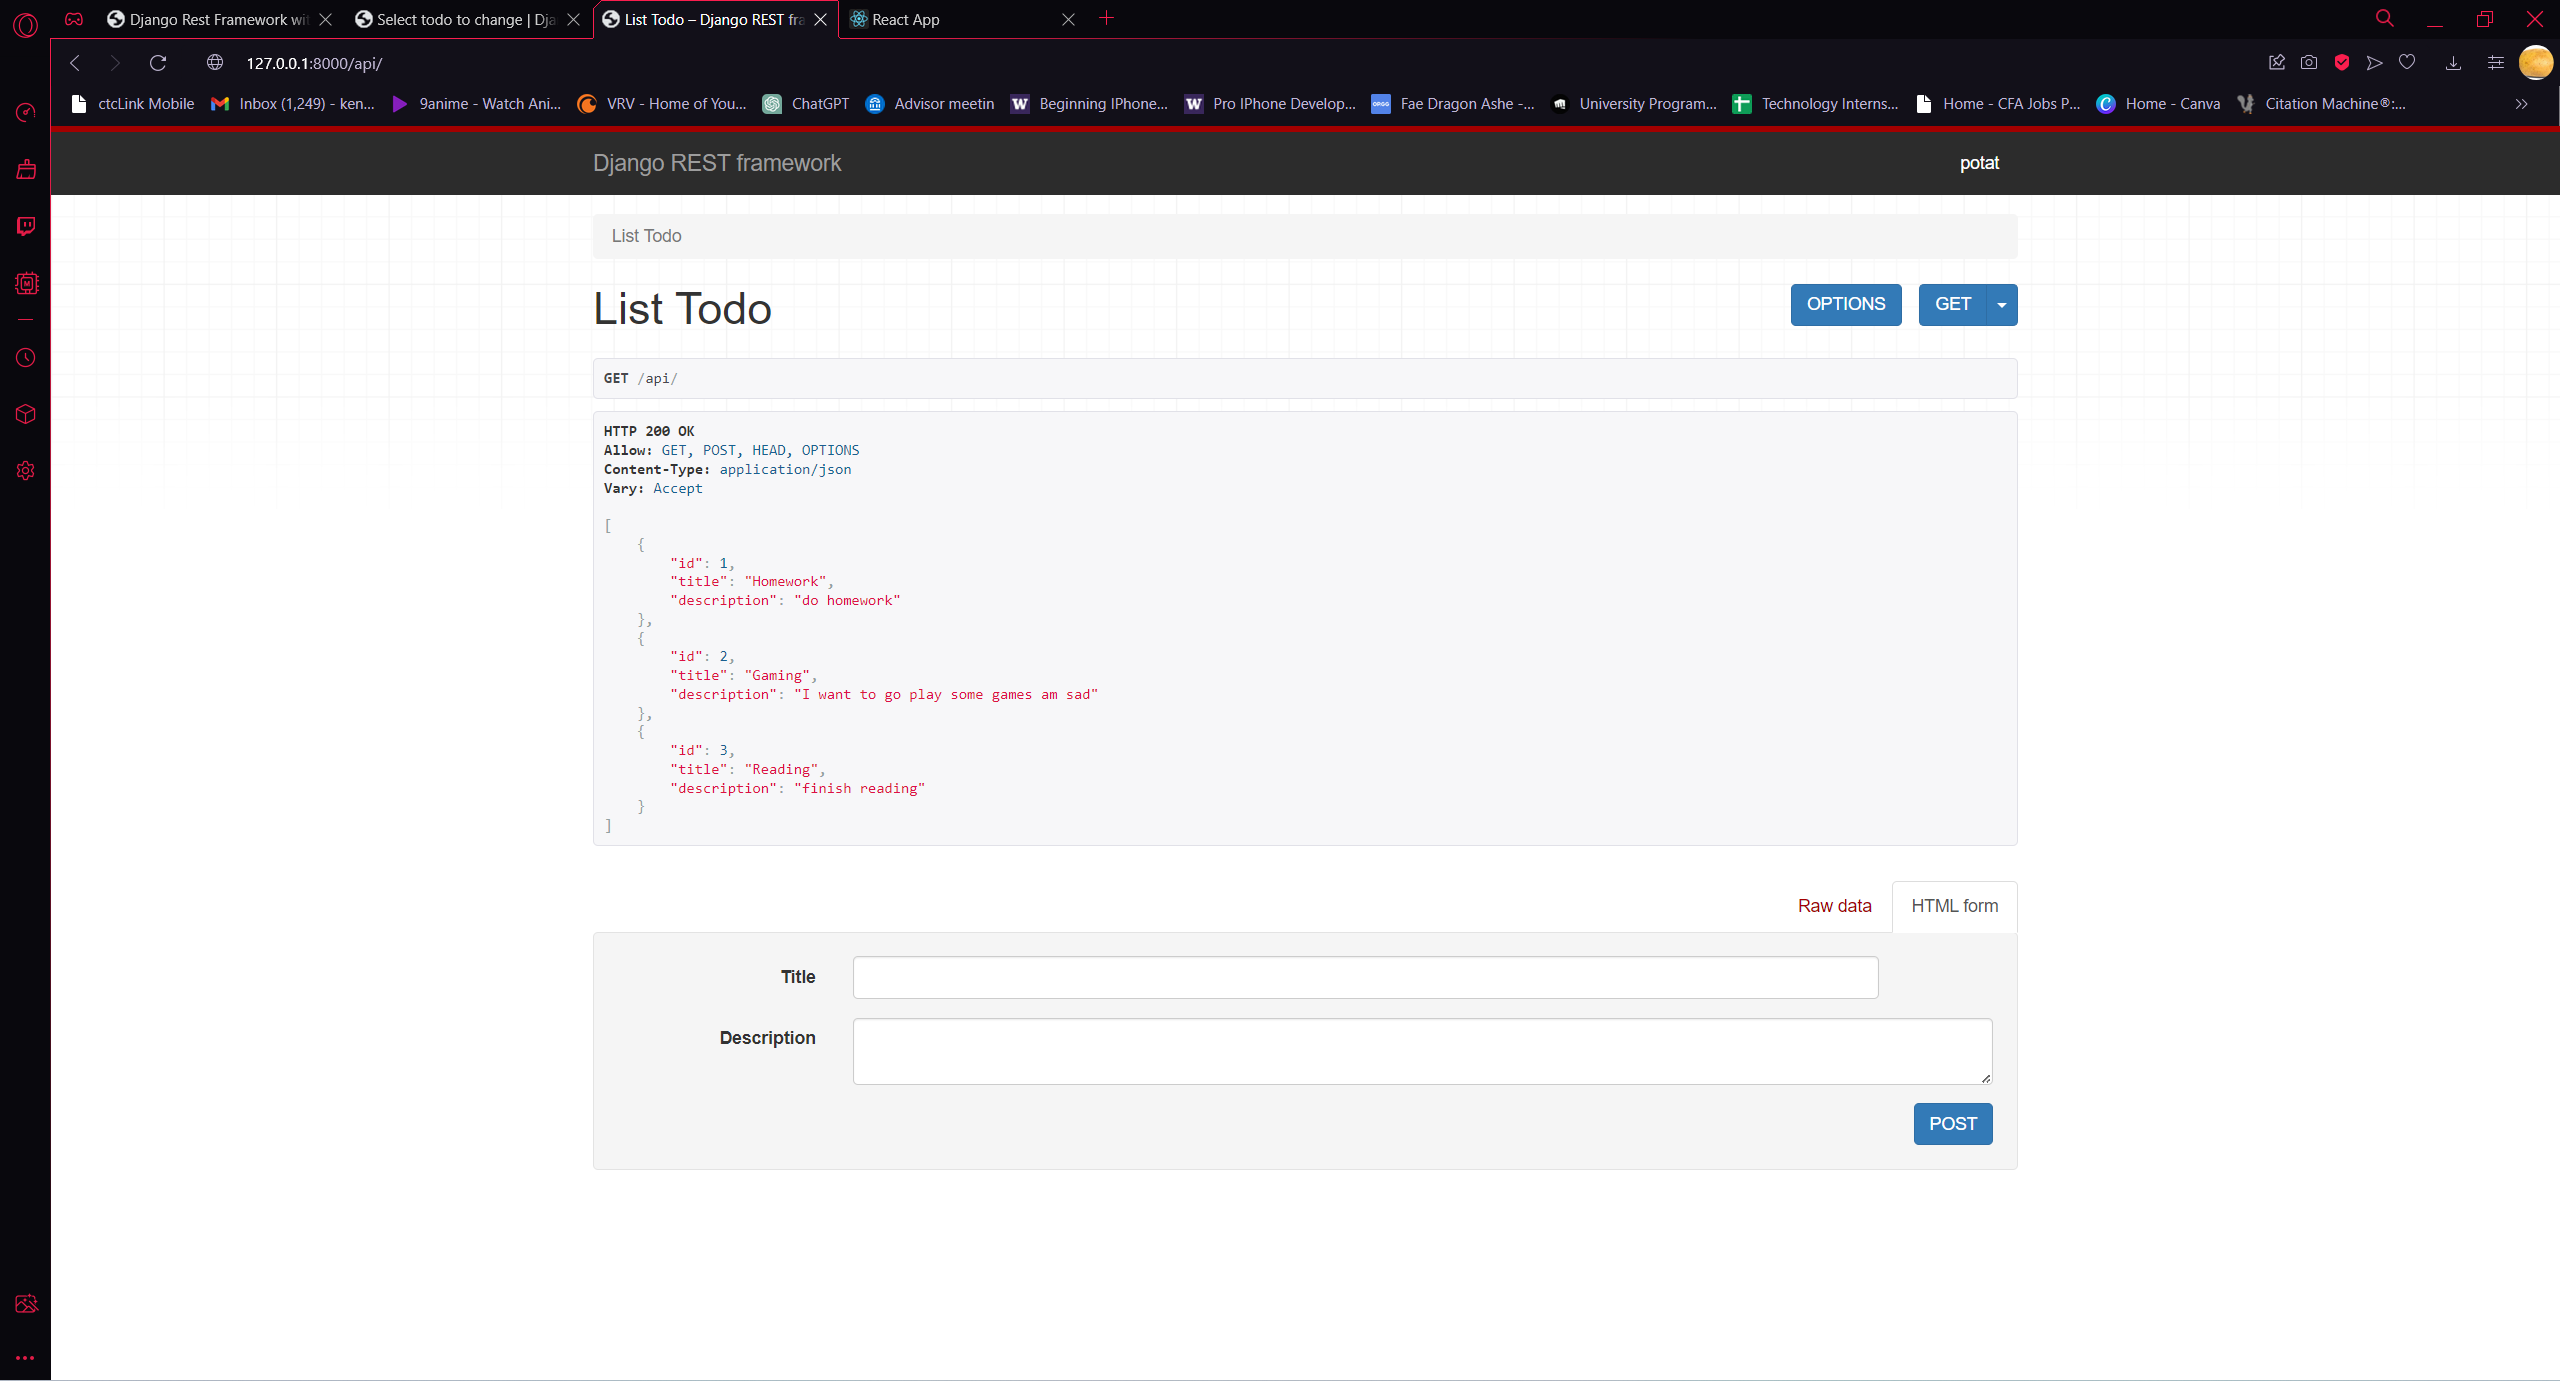 Django Rest Framework wi
Select todo to change | Dja
List Todo – Django REST fra
React App
127.0.0.1:8000/api/
ctcLink Mobile
Inbox (1,249) - ken...
9anime - Watch Ani...
VRV - Home of You...
ChatGPT
Advisor meetin
Beginning IPhone...
Pro IPhone Develop...
Fae Dragon Ashe -...
University Program...
Technology Interns...
Home - CFA Jobs P...
Home - Canva
Citation Machine®:...
Django REST framework
potat
List Todo
List Todo
OPTIONS
GET
GET /api/
HTTP 200 OK
Allow: GET, POST, HEAD, OPTIONS
Content-Type: application/json
Vary: Accept
[
{
"id": 1,
"title": "Homework",
"description": "do homework"
},
{
"id": 2,
"title": "Gaming",
"description": "I want to go play some games am sad"
},
{
"id": 3,
"title": "Reading",
"description": "finish reading"
}
]
Raw data
HTML form
Title
Description
POST